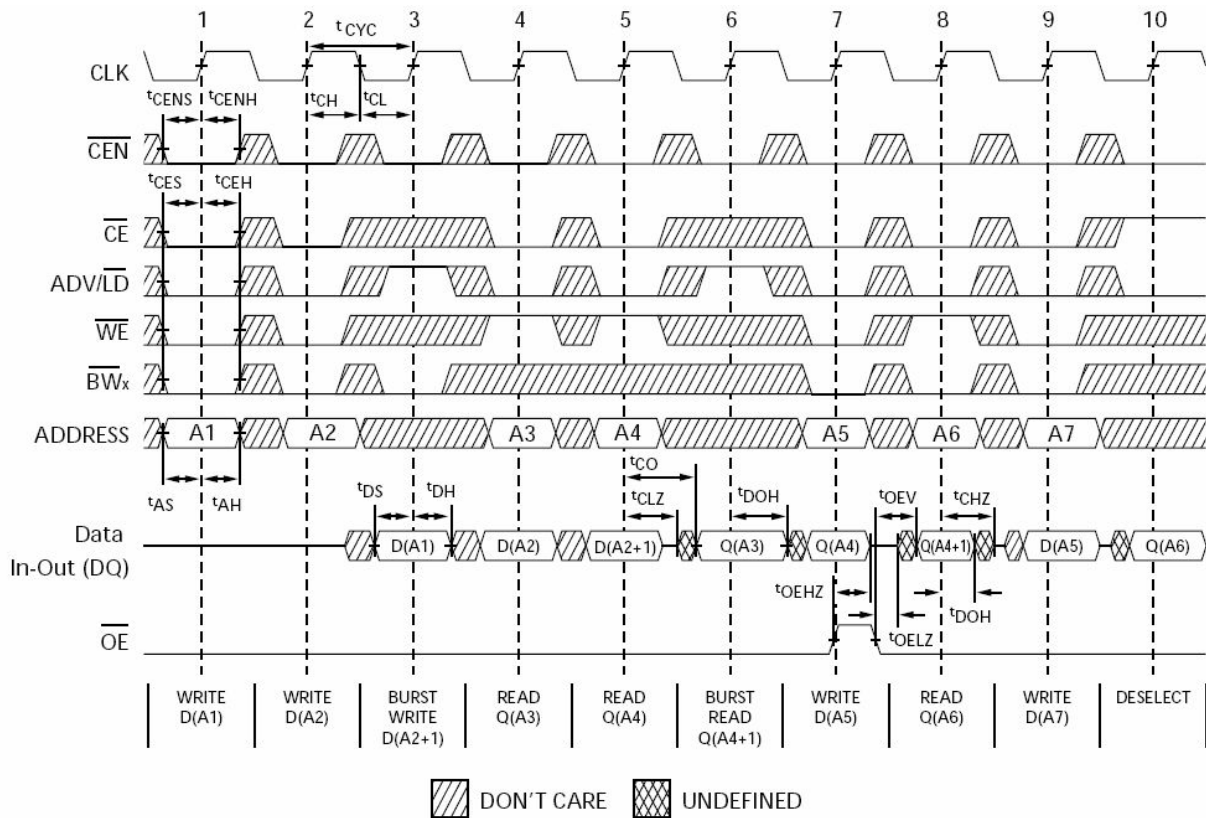 1 2 3 4 5 6 7 8 9 10
tCYC
CLK
tCENS tCENH tCH tCL
CEN
tCES tCEH
CE
ADV/LD
WE
BWx
ADDRESS A1 A2 A3 A4 A5 A6 A7
tCO
tAS tAH tDS tDH tCLZ tDOH tOEV tCHZ
Data
In-Out (DQ) D(A1) D(A2) D(A2+1) Q(A3) Q(A4) Q(A4+1) D(A5) Q(A6)
tOEHZ tDOH
tOELZ
OE
WRITE
D(A1)
WRITE
D(A2)
BURST
WRITE
D(A2+1)
READ
Q(A3)
READ
Q(A4)
BURST
READ
Q(A4+1)
WRITE
D(A5)
READ
Q(A6)
WRITE
D(A7)
DESELECT
DON'T CARE UNDEFINED